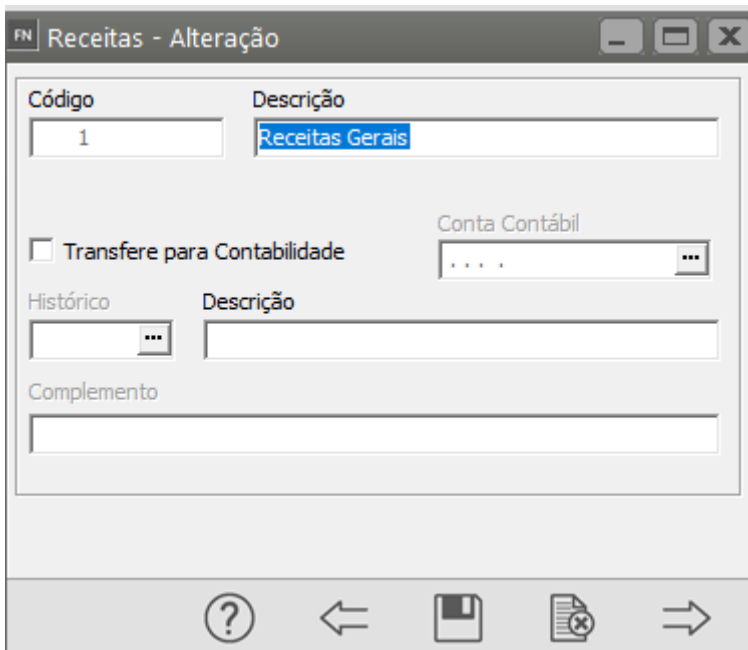 FN Receitas - Alteração
Código Descrição
1 Receitas Gerais
Conta Contábil
Transfere para Contabilidade
. . . . ...
Histórico Descrição
...
Complemento
?